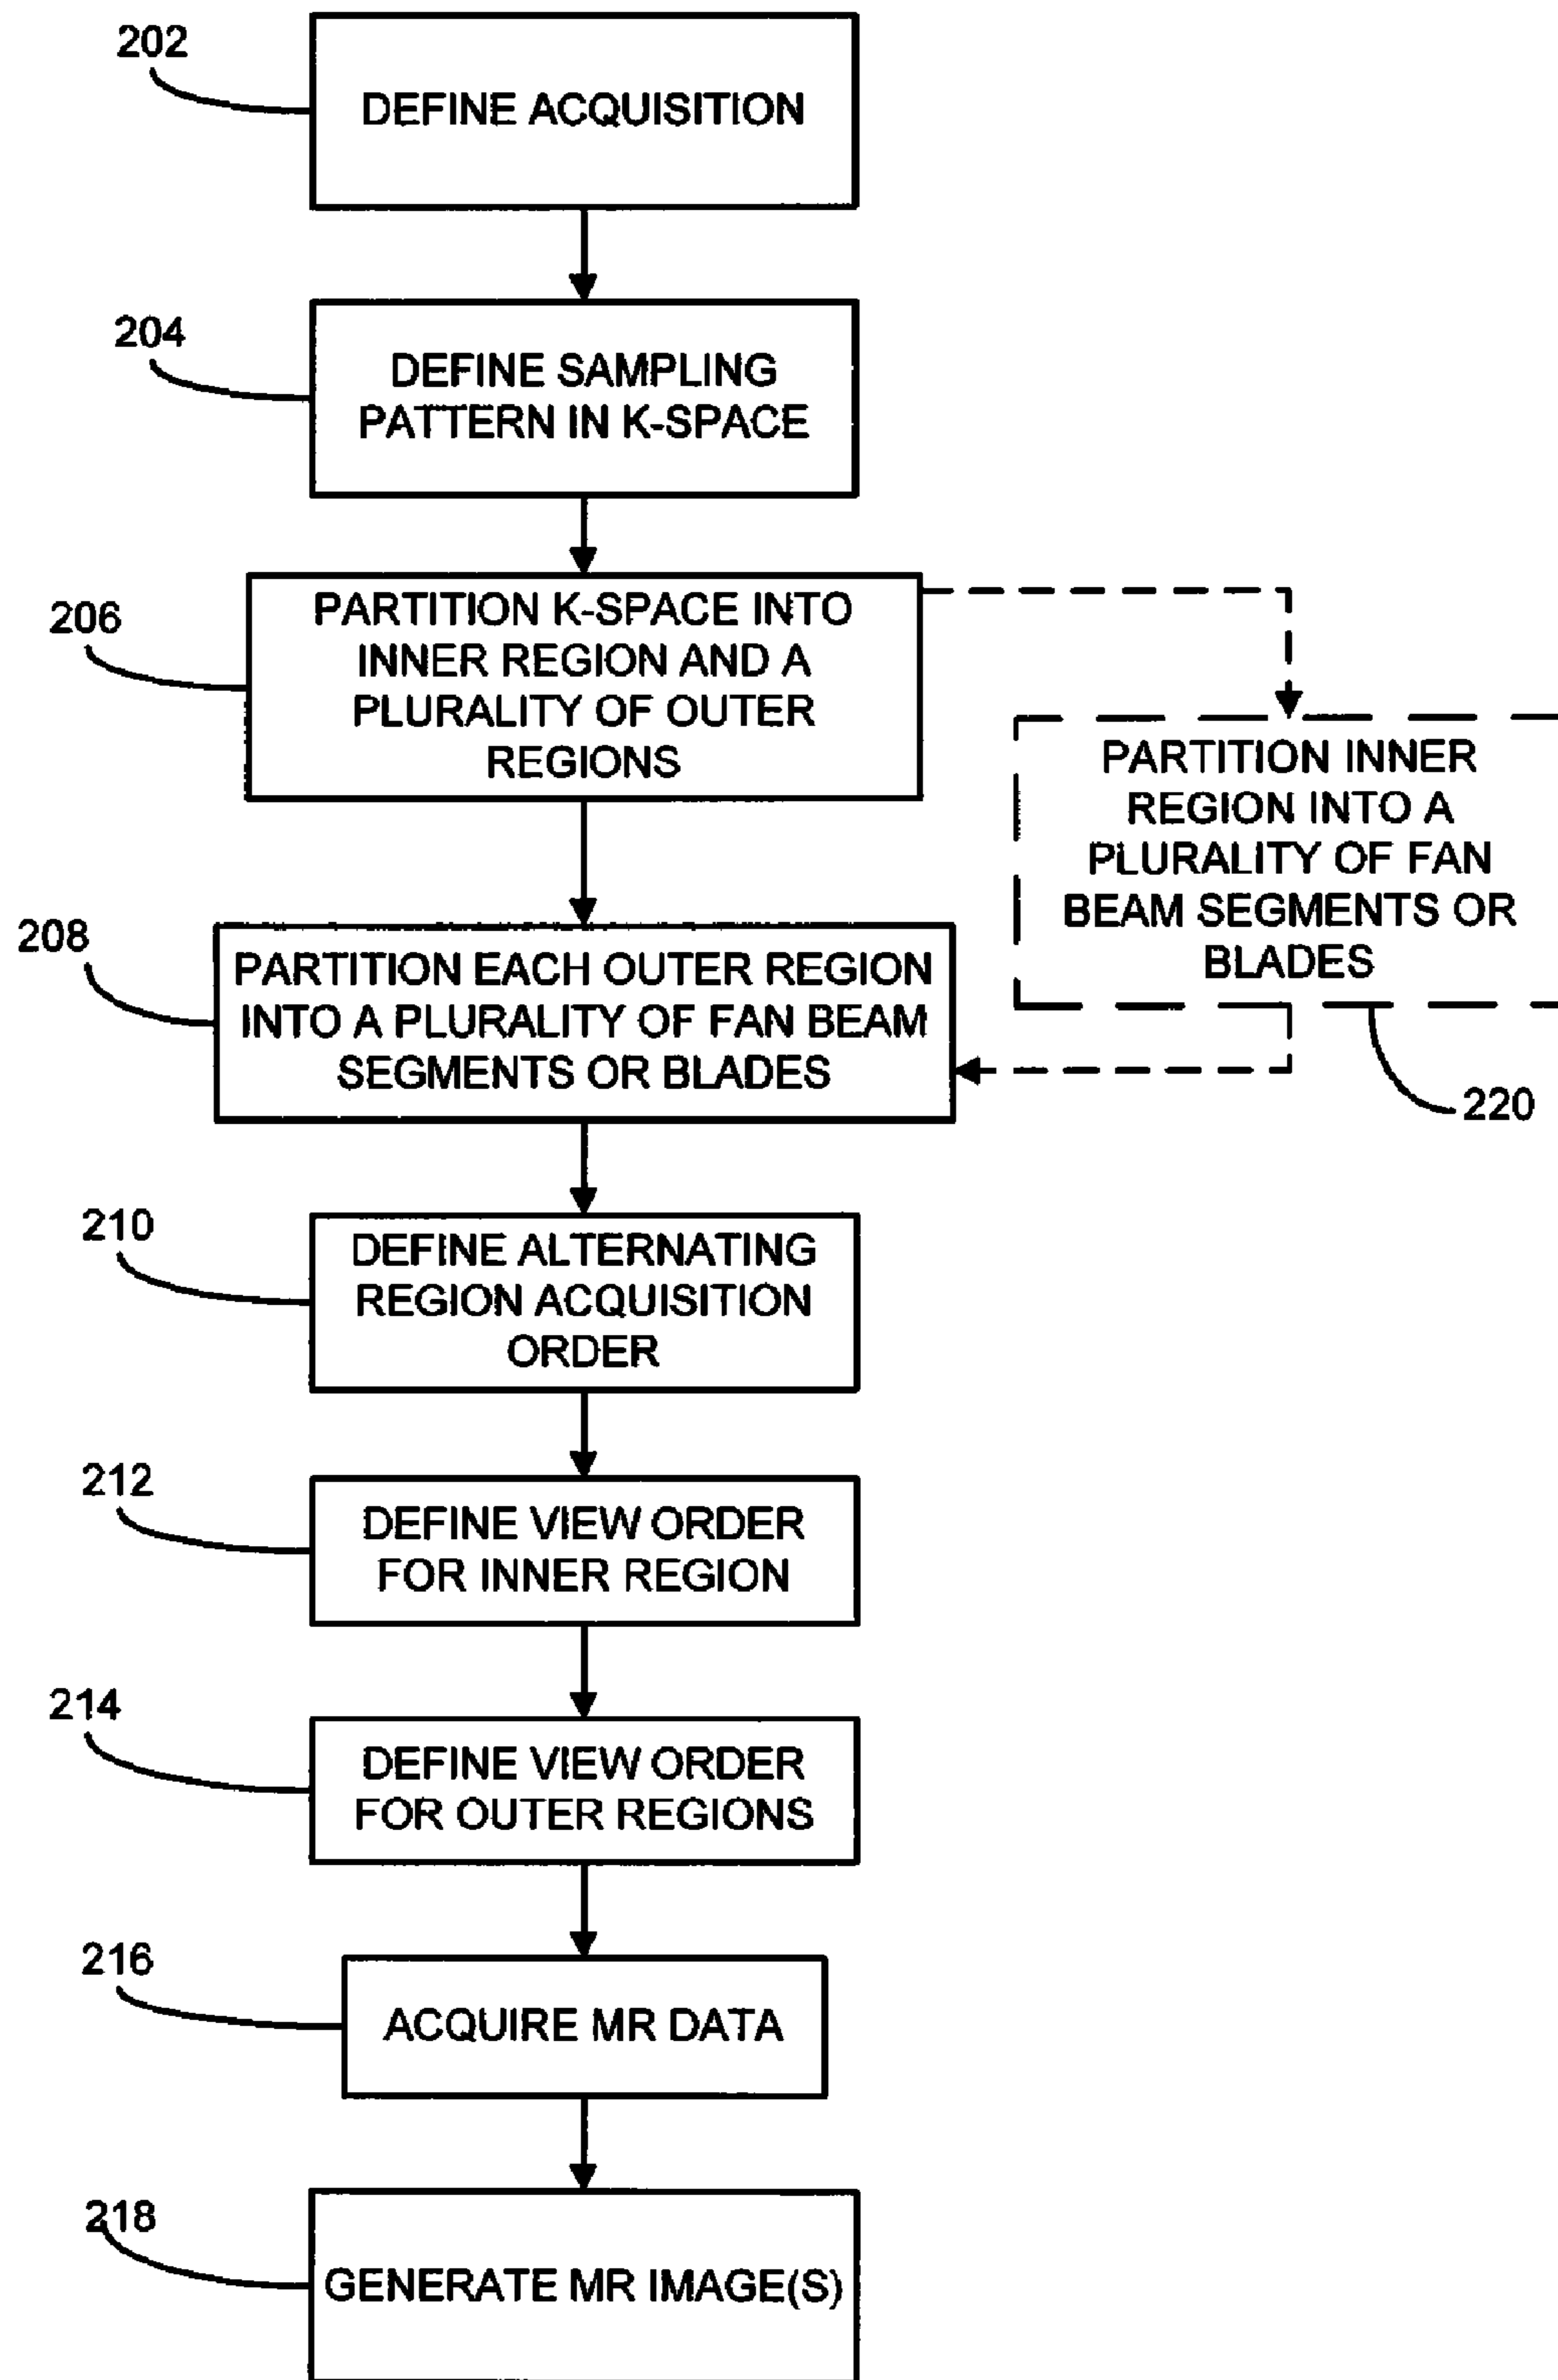 202
DEFINE ACQUISITION
204
DEFINE SAMPLING
PATTERN IN K-SPACE
206
PARTITION K-SPACE INTO
INNER REGION AND A
PLURALITY OF OUTER
REGIONS
PARTITION INNER
REGION INTO A
PLURALITY OF FAN
BEAM SEGMENTS OR
BLADES
220
208
PARTITION EACH OUTER REGION
INTO A PLURALITY OF FAN BEAM
SEGMENTS OR BLADES
210
DEFINE ALTERNATING
REGION ACQUISITION
ORDER
212
DEFINE VIEW ORDER
FOR INNER REGION
214
DEFINE VIEW ORDER
FOR OUTER REGIONS
216
ACQUIRE MR DATA
218
GENERATE MR IMAGE(S)